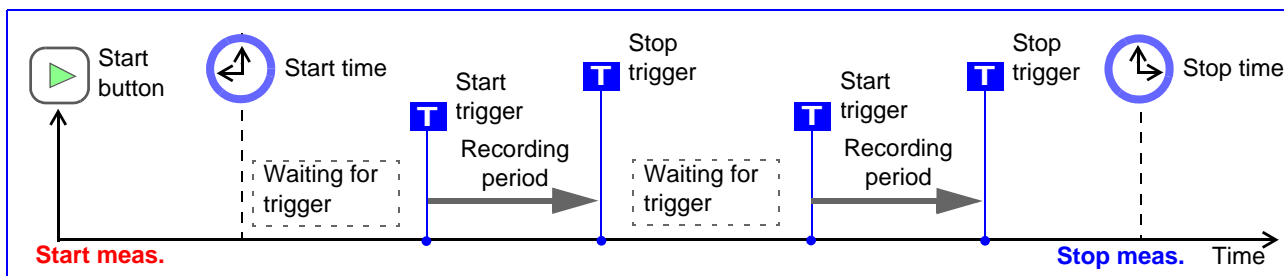 Start
button
Start time
T
Start
trigger
T
Stop
trigger
T
Start
trigger
T
Stop
trigger
Stop time
Waiting for
trigger
Recording
period
Waiting for
trigger
Recording
period
Start meas.
Stop meas.
Time